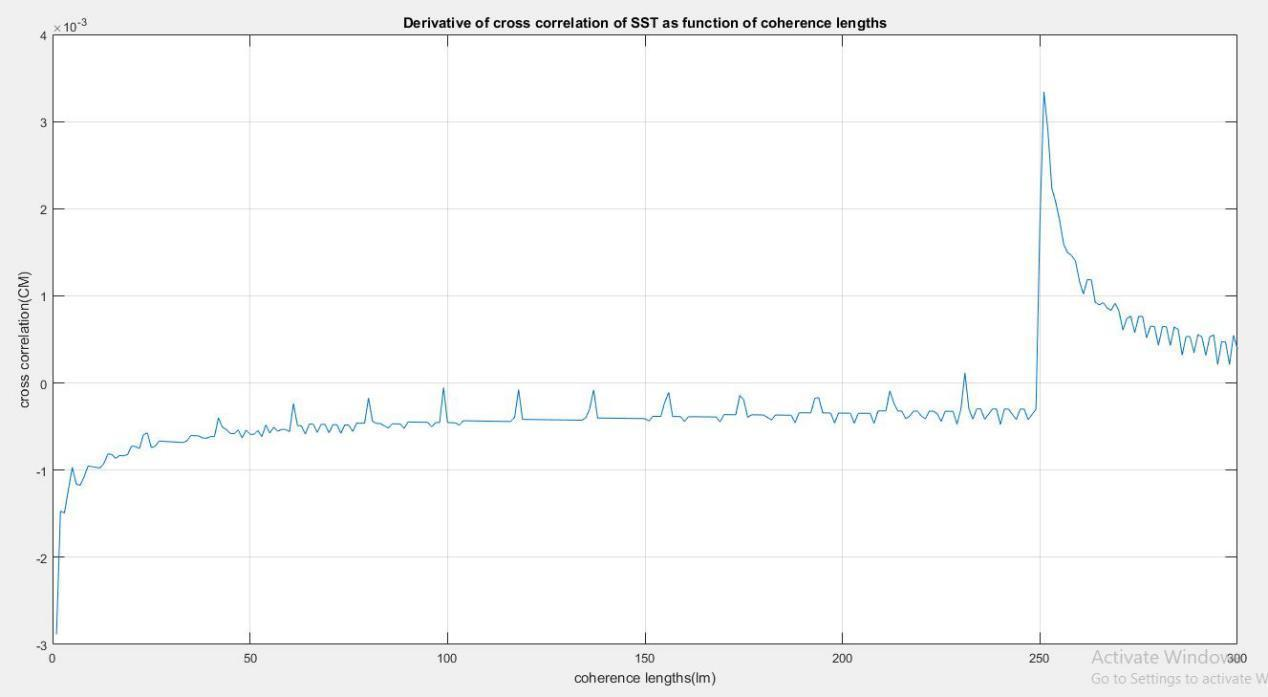 Derivative of cross correlation of SST as function of coherence lengths
×10-3
4
3
2
1
0
-1
-2
-3
cross correlation(CM)
0 50 100 150 200 250 300
coherence lengths(lm)
Activate Windows
Go to Settings to activate W